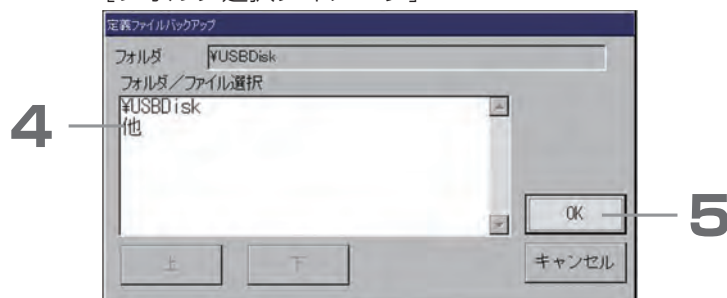 定義ファイルバックアップ
フォルダ ¥USBDisk
フォルダ／ファイル選択
¥USBDisk
4
他
OK
5
上 下
キャンセル